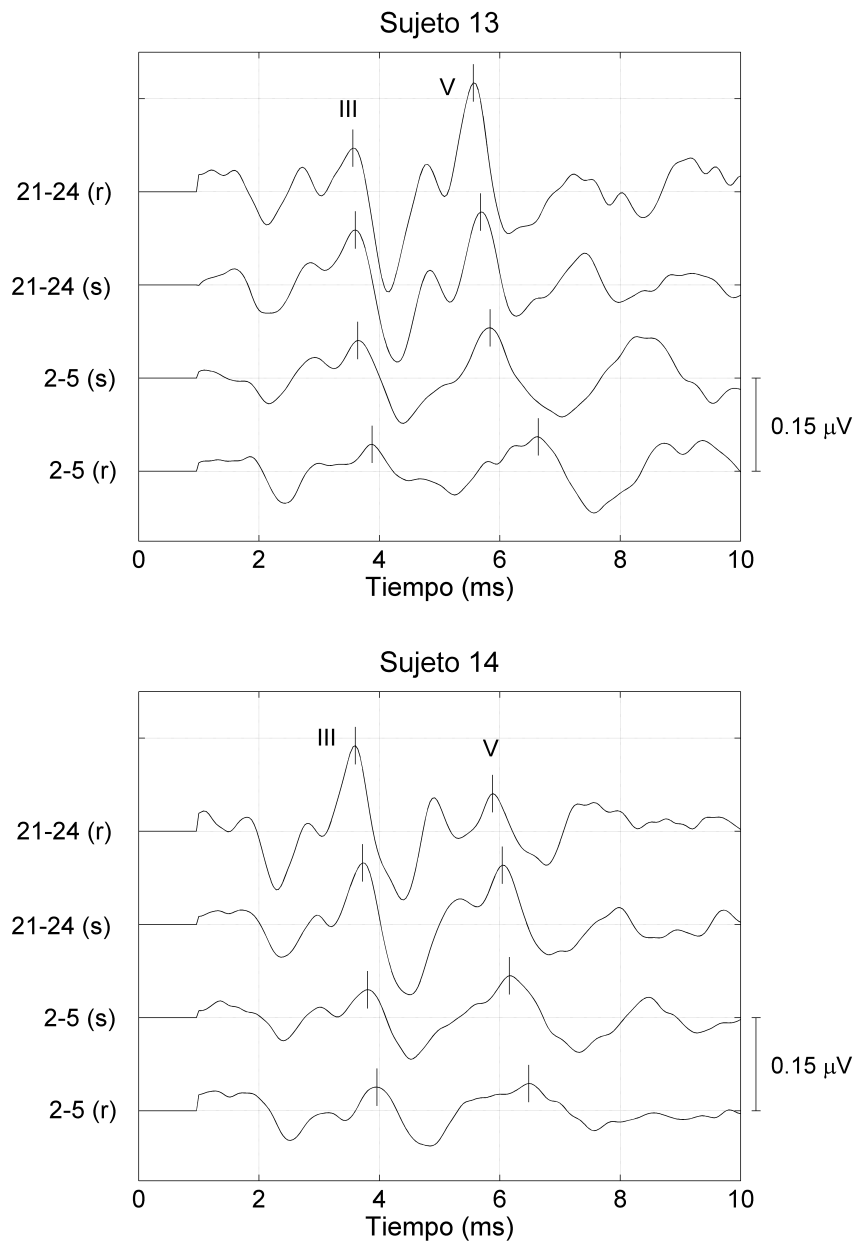 Sujeto 13
III
V
21-24 (r)
21-24 (s)
2-5 (s)
2-5 (r)
0.15 μV
0 2 4 6 8 10
Tiempo (ms)
Sujeto 14
III
V
21-24 (r)
21-24 (s)
2-5 (s)
2-5 (r)
0.15 μV
0 2 4 6 8 10
Tiempo (ms)